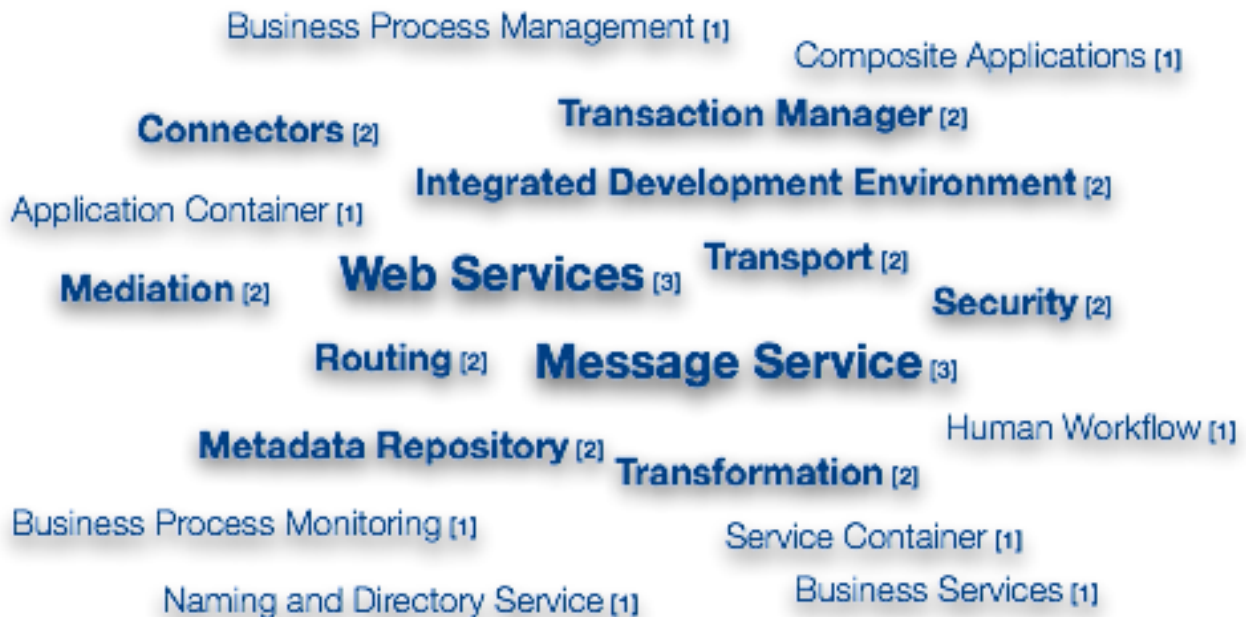 Business Process Management [1]
Composite Applications [1]
Transaction Manager [2]
Connectors [2]
Integrated Development Environment [2]
Application Container [1]
Web Services [3]
Transport [2]
Mediation [2]
Security [2]
Routing [2]
Message Service [3]
Human Workflow [1]
Metadata Repository [2]
Transformation [2]
Business Process Monitoring [1]
Service Container [1]
Naming and Directory Service [1]
Business Services [1]